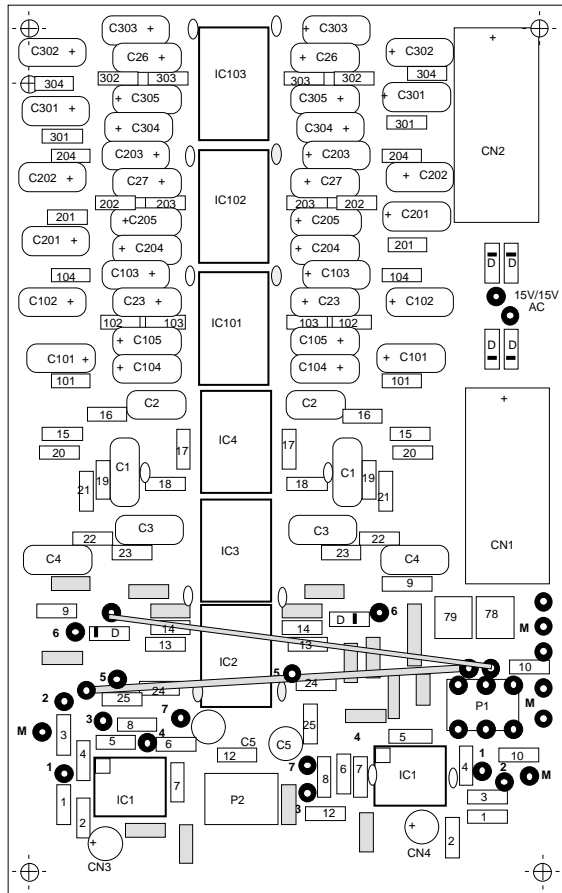 C303 C303
C302 + C26 + IC103 + C26 C302 + +
304 302 303 303 302 304
C301 + C305 + + C305 + C301
C304 + C304 +
301 301
204 C203 + + C203 204 CN2
C202 + C27 + IC102 + C27 + C202
202 203 203 202
201 +C205 + C205 + C201
C201 + C204 + + C204 201
104 C103 + + C103 104 D D
C102 + C23 + IC101 + C23 + C102 15V/15V
102 103 103 102 AC
C101 + + C105 C105 + + C101 D D
101 + C104 C104 + 101
C2 C2 +
16 16
15 17 IC4 17 15
20 20
C1 C1
21 19 18 18 19 21
C3 C3
22 22
C4 23 IC3 23 C4 CN1
9
9 14 14 D 6 79 78 M
6 D 13 13
IC2
5 5 10
2 25 24 24 P1 M
M 3 8 7 25
3 5 4 6 C5 C5 4 5
4 12 1 4 10
1 7 7 8 6 7 IC1 2 M
1 IC1 P2 3 3
2 12 1
+ + 2
CN3 CN4